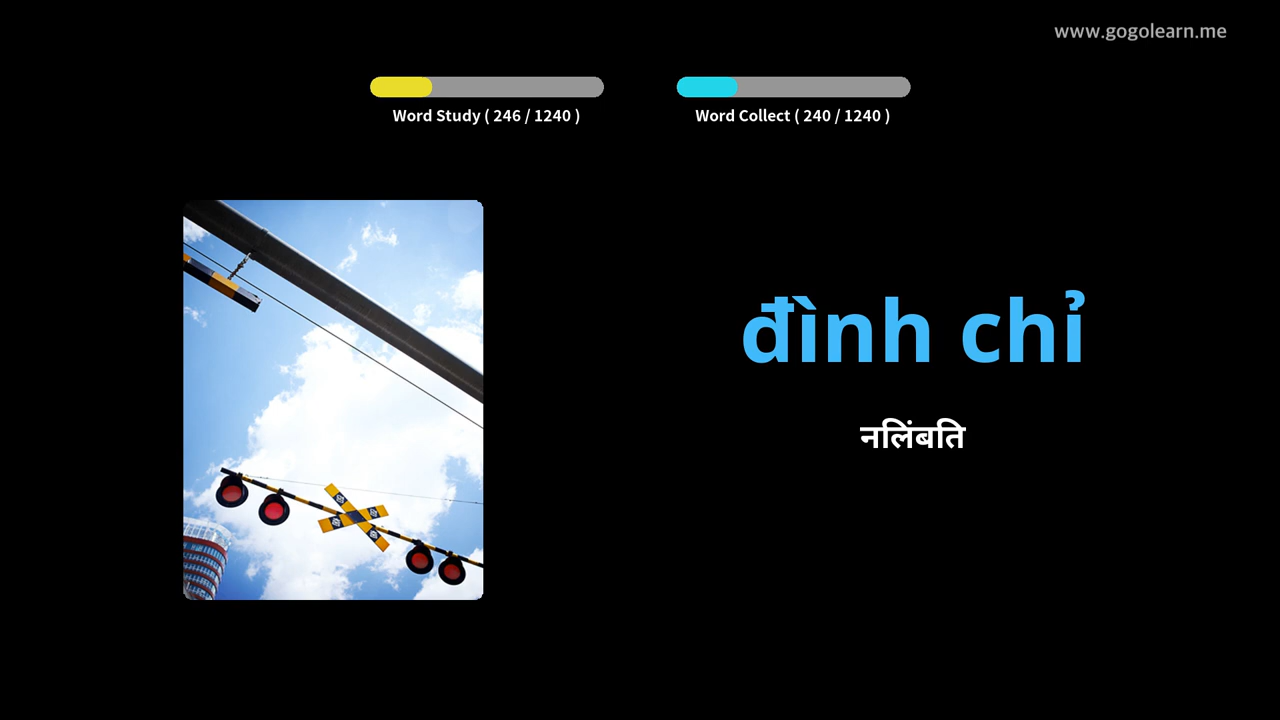 www.gogolearn.me
Word Study ( 246 / 1240 )
Word Collect ( 240 / 1240 )
đình chỉ
नलिंबति